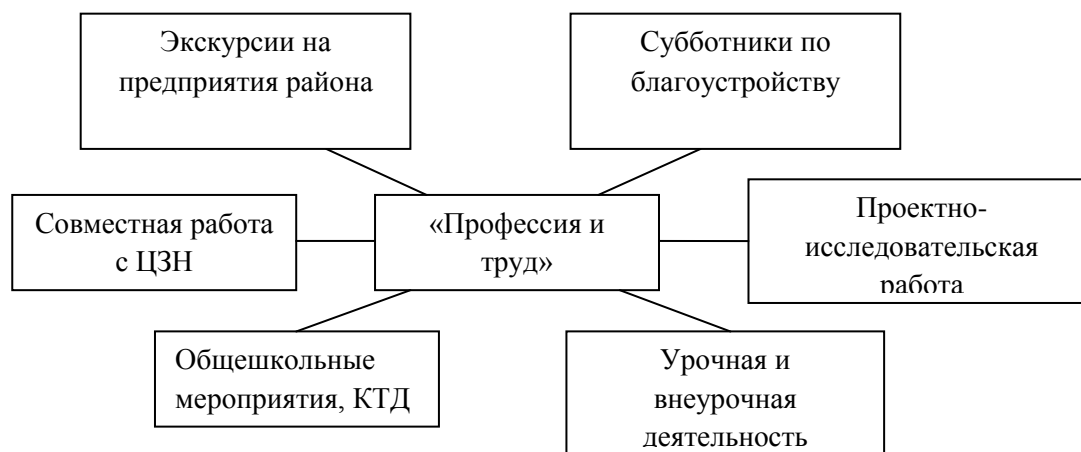 Экскурсии на
предприятия района
Субботники по
благоустройству
Совместная работа
с ЦЗН
«Профессия и
труд»
Проектно-
исследовательская
работа
Общешкольные
мероприятия, КТД
Урочная и
внеурочная
деятельность